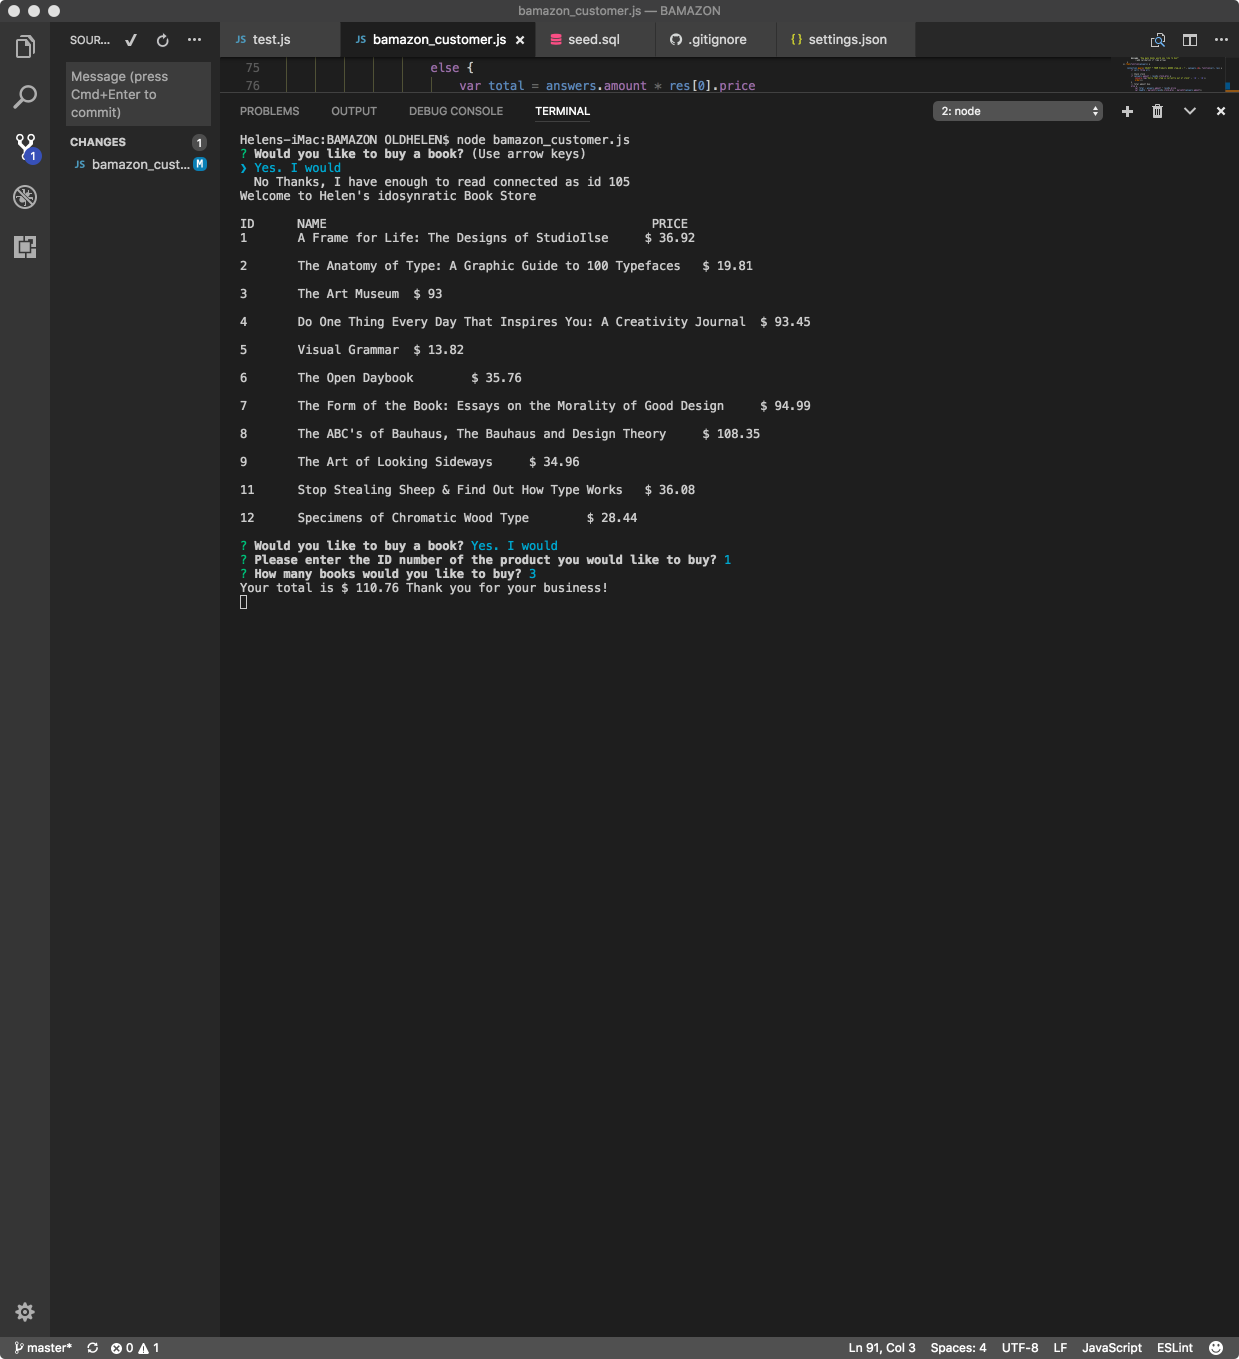 bamazon_customer.js — BAMAZON
SOUR...
test.js
bamazon_customer.js
seed.sql
.gitignore
settings.json
Message (press
Cmd+Enter to
commit)
CHANGES 1
JS bamazon_cust... M
1
75 else {
76 var total = answers.amount * res[0].price
PROBLEMS OUTPUT DEBUG CONSOLE TERMINAL 2: node
Helens-iMac:BAMAZON OLDHELEN$ node bamazon_customer.js
? Would you like to buy a book? (Use arrow keys)
❯ Yes. I would
No Thanks, I have enough to read connected as id 105
Welcome to Helen's idosynratic Book Store
ID NAME PRICE
1 A Frame for Life: The Designs of StudioIlse $ 36.92
2 The Anatomy of Type: A Graphic Guide to 100 Typefaces $ 19.81
3 The Art Museum $ 93
4 Do One Thing Every Day That Inspires You: A Creativity Journal $ 93.45
5 Visual Grammar $ 13.82
6 The Open Daybook $ 35.76
7 The Form of the Book: Essays on the Morality of Good Design $ 94.99
8 The ABC's of Bauhaus, The Bauhaus and Design Theory $ 108.35
9 The Art of Looking Sideways $ 34.96
11 Stop Stealing Sheep & Find Out How Type Works $ 36.08
12 Specimens of Chromatic Wood Type $ 28.44
? Would you like to buy a book? Yes. I would
? Please enter the ID number of the product you would like to buy? 1
? How many books would you like to buy? 3
Your total is $ 110.76 Thank you for your business!
master* 0 1 Ln 91, Col 3 Spaces: 4 UTF-8 LF JavaScript ESLint